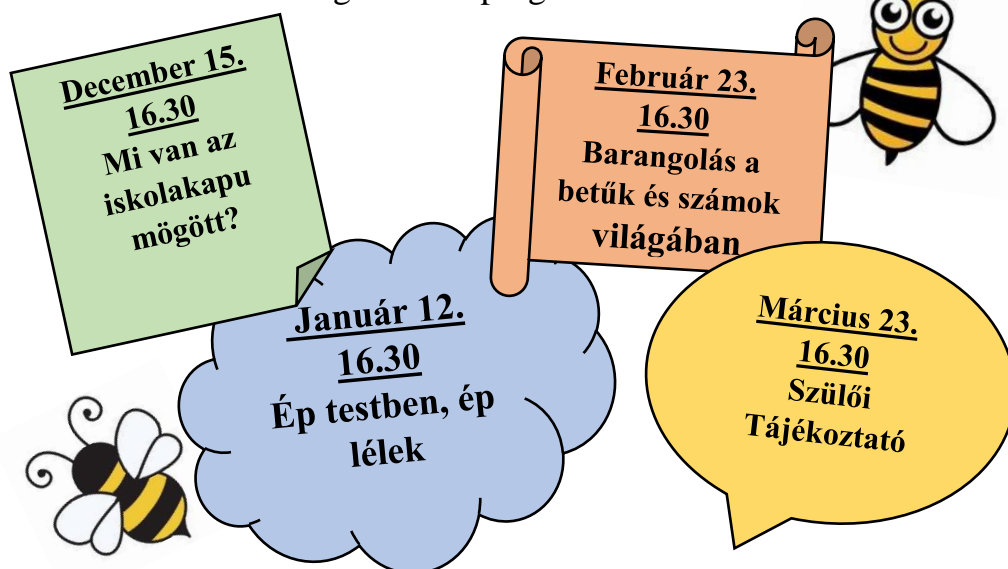 December 15.
16.30
Mi van az
iskolakapu
mögött?
Január 12.
16.30
Ép testben, ép
lélek
Február 23.
16.30
Barangolás a
betűk és számok
világában
Március 23.
16.30
Szülői
Tájékoztató